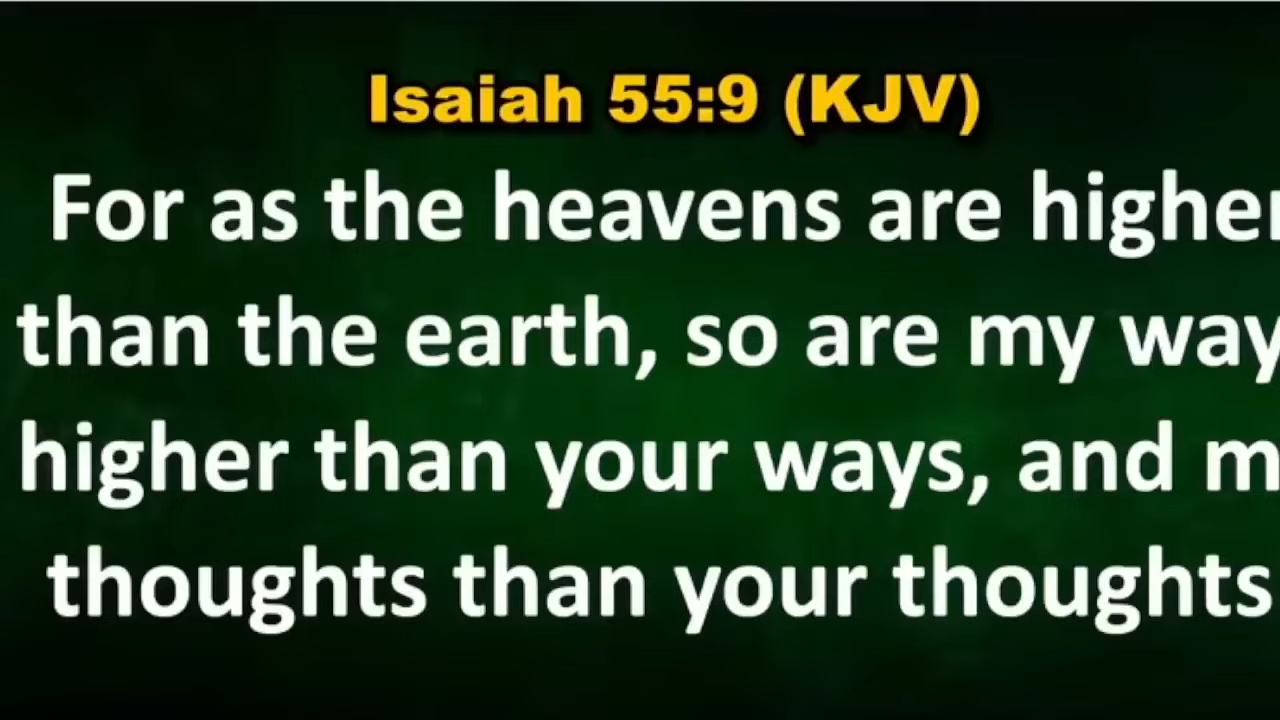 Isaiah 55:9 (KJV)
For as the heavens are higher
than the earth, so are my way
higher than your ways, and m
thoughts than your thoughts